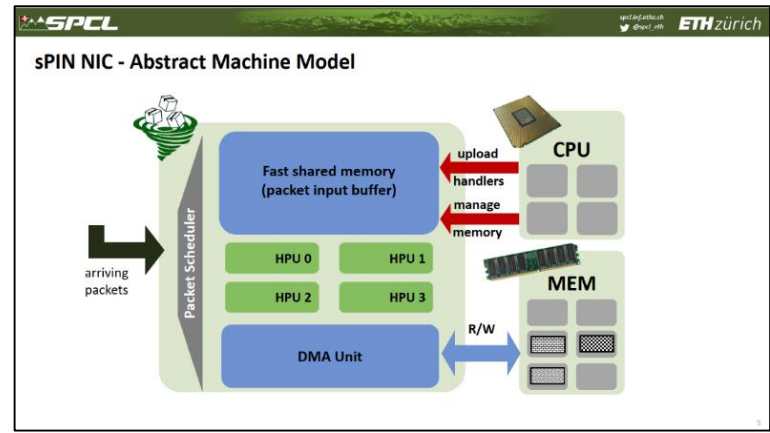 SPCL
spcl.inf.ethz.ch
@spcl_eth
ETH zürich
sPIN NIC - Abstract Machine Model
Fast shared memory
(packet input buffer)
upload
handlers
manage
memory
CPU
arriving
packets
Packet Scheduler
HPU 0
HPU 1
HPU 2
HPU 3
DMA Unit
R/W
MEM
5